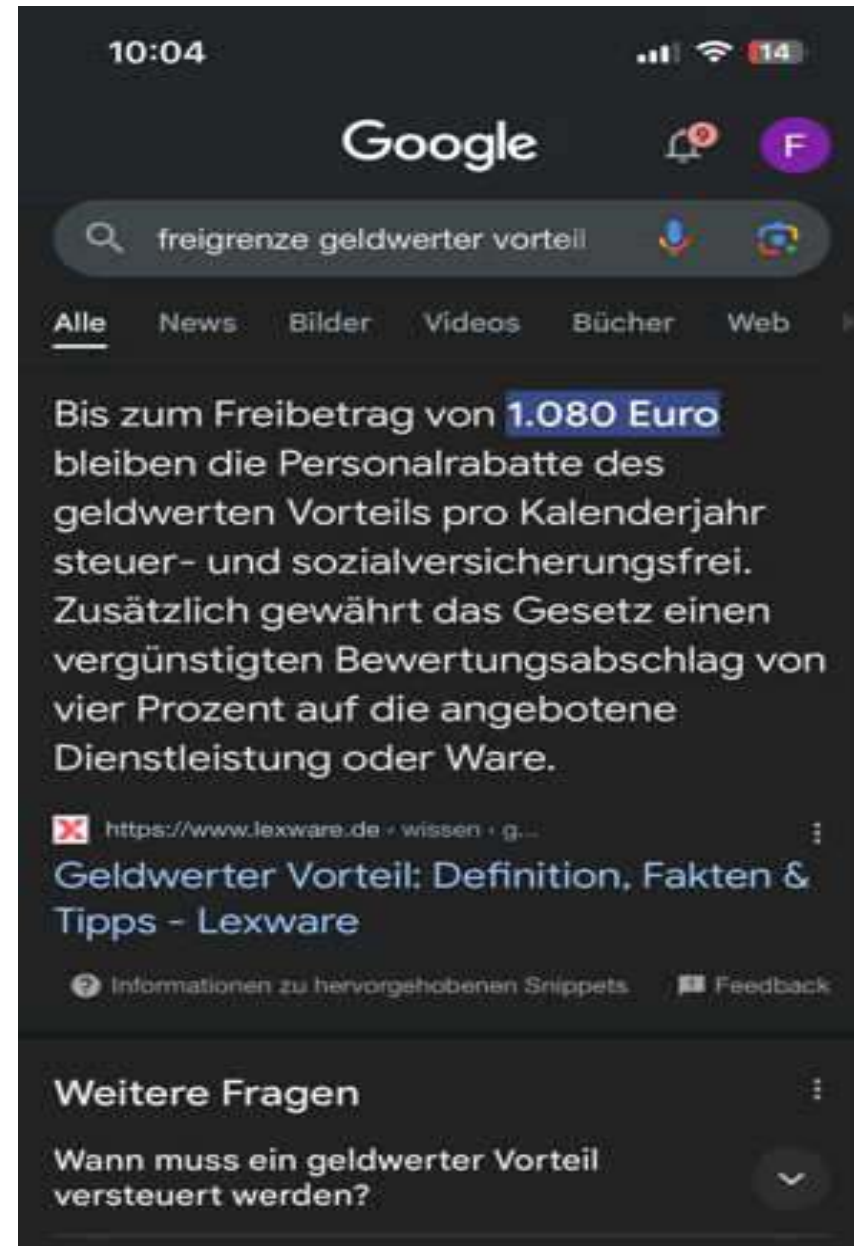 10:04
14
Google
9
F
freigrenze geldwerter vorteil
Alle News Bilder Videos Bücher Web
Bis zum Freibetrag von 1.080 Euro
bleiben die Personalrabatte des
geldwerten Vorteils pro Kalenderjahr
steuer- und sozialversicherungsfrei.
Zusätzlich gewährt das Gesetz einen
vergünstigten Bewertungsabschlag von
vier Prozent auf die angebotene
Dienstleistung oder Ware.
https://www.lexware.de › wissen › g...
Geldwerter Vorteil: Definition, Fakten &
Tipps - Lexware
Informationen zu hervorgehobenen Snippets Feedback
Weitere Fragen
Wann muss ein geldwerter Vorteil
versteuert werden?